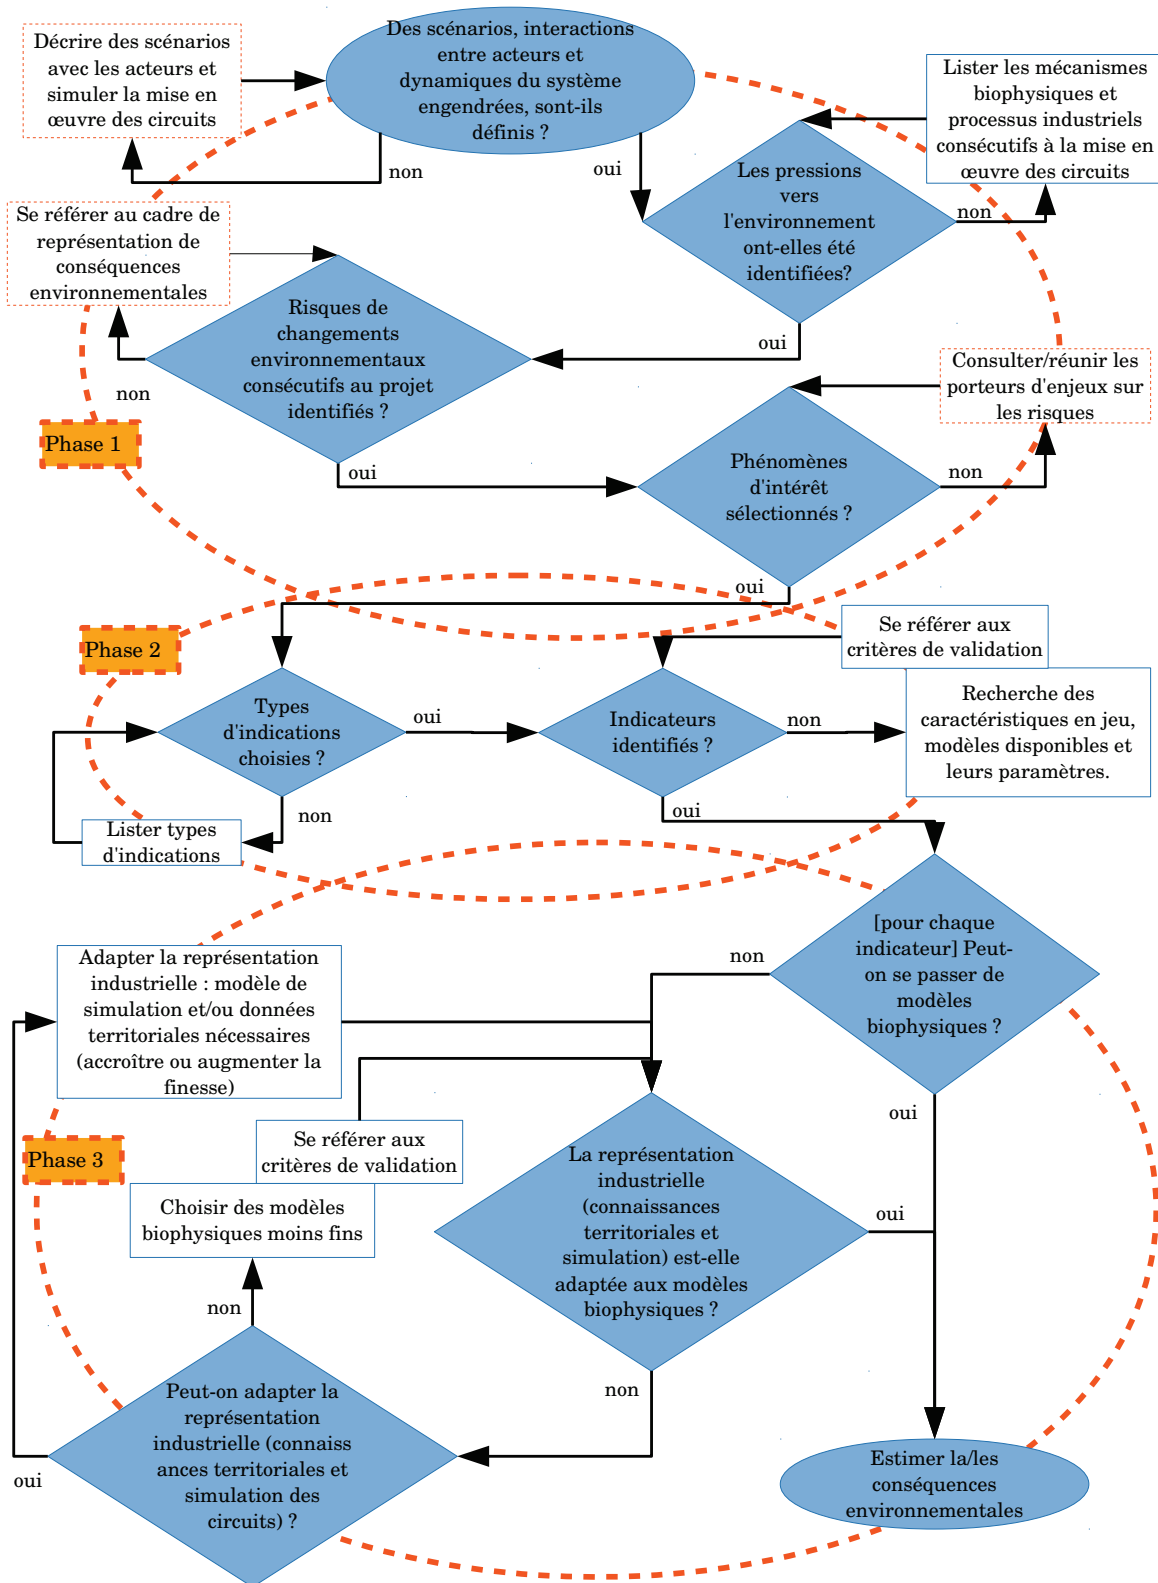 Décrire des scénarios
avec les acteurs et
simuler la mise en
œuvre des circuits
Des scénarios, interactions
entre acteurs et
dynamiques du système
engendrées, sont-ils
définis ?
Lister les mécanismes
biophysiques et
processus industriels
consécutifs à la mise en
œuvre des circuits
non
oui
Les pressions
vers
l'environnement
ont-elles été
identifiées?
non
Se référer au cadre de
représentation de
conséquences
environnementales
Risques de
changements
environnementaux
consécutifs au projet
identifiés ?
oui
non
Consulter/réunir les
porteurs d'enjeux sur
les risques
Phase 1
oui
Phénomènes
d'intérêt
sélectionnés ?
non
oui
Phase 2
Se référer aux
critères de validation
Types
d'indications
choisies ?
oui
Indicateurs
identifiés ?
non
Recherche des
caractéristiques en jeu,
modèles disponibles et
leurs paramètres.
non
oui
Lister types
d'indications
[pour chaque
indicateur] Peut-
on se passer de
modèles
biophysiques ?
non
Adapter la représentation
industrielle : modèle de
simulation et/ou données
territoriales nécessaires
(accroître ou augmenter la
finesse)
oui
Phase 3
Se référer aux
critères de validation
Choisir des modèles
biophysiques moins fins
La représentation
industrielle
(connaissances
territoriales et
simulation) est-elle
adaptée aux modèles
biophysiques ?
oui
non
non
Peut-on adapter la
représentation
industrielle (connaiss
ances territoriales et
simulation des
circuits) ?
oui
Estimer la/les
conséquences
environnementales